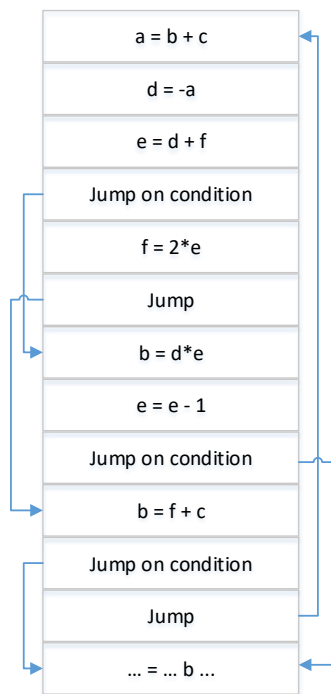 a = b + c
d = -a
e = d + f
Jump on condition
f = 2*e
Jump
b = d*e
e = e - 1
Jump on condition
b = f + c
Jump on condition
Jump
... = ... b ...